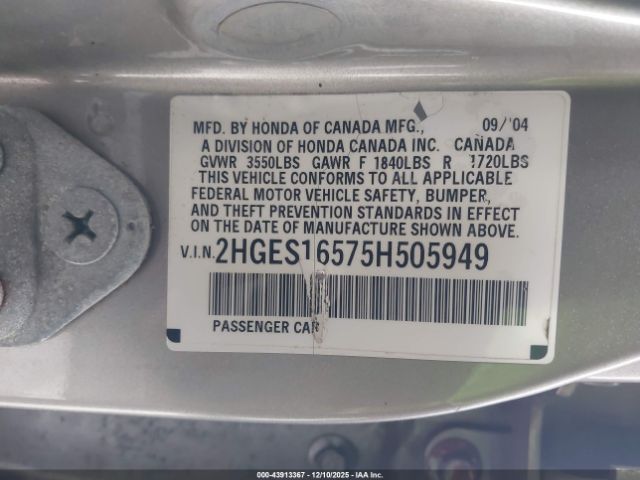 MFD. BY HONDA OF CANADA MFG., 09/'04
A DIVISION OF HONDA CANADA INC. CANADA
GVWR 3550LBS GAWR F 1840LBS R 1720LBS
THIS VEHICLE CONFORMS TO ALL APPLICABLE
FEDERAL MOTOR VEHICLE SAFETY, BUMPER,
AND THEFT PREVENTION STANDARDS IN EFFECT
ON THE DATE OF MANUFACTURE SHOWN ABOVE.
V.I.N. 2HGES16575H505949
PASSENGER CAR
000-43913367 - 12/10/2025 - IAA Inc.